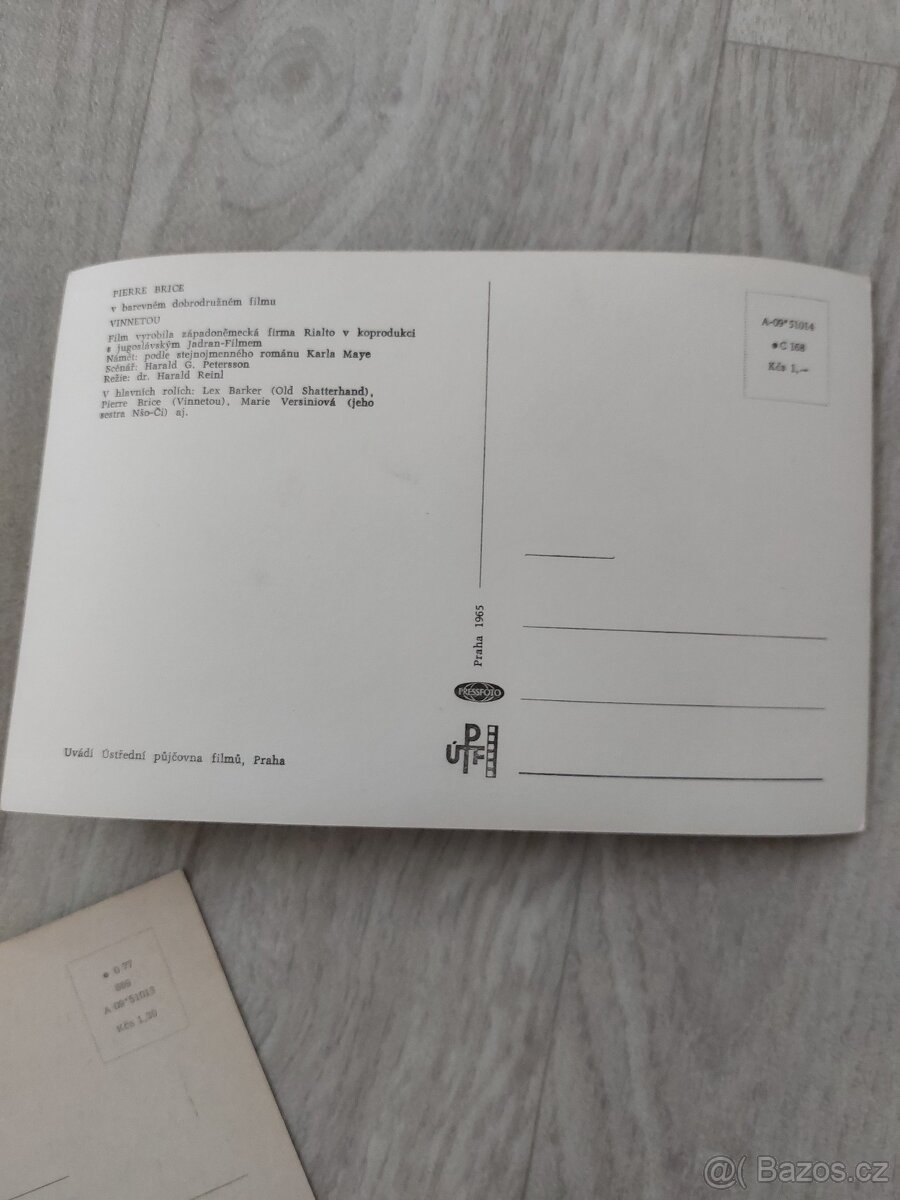 PIERRE BRICE
v barevném dobrodružném filmu
VINNETOU
Film vyrobila západoněmecká firma Rialto v koprodukci
s jugoslávským Jadran-Filmem
Námět: podle stejnojmenného románu Karla Maye
Scénář: Harald G. Petersson
Režie: dr. Harald Reinl
V hlavních rolích: Lex Barker (Old Shatterhand),
Pierre Brice (Vinnetou), Marie Versiniová (jeho
sestra Nšo-Či) aj.
A-09*51014
*C 168
Kčs 1,—
Praha 1965
PRESSFOTO
ÚPF
Uvádí Ústřední půjčovna filmů, Praha
77
A-09*51013
Kčs 1,20
@( Bazos.cz